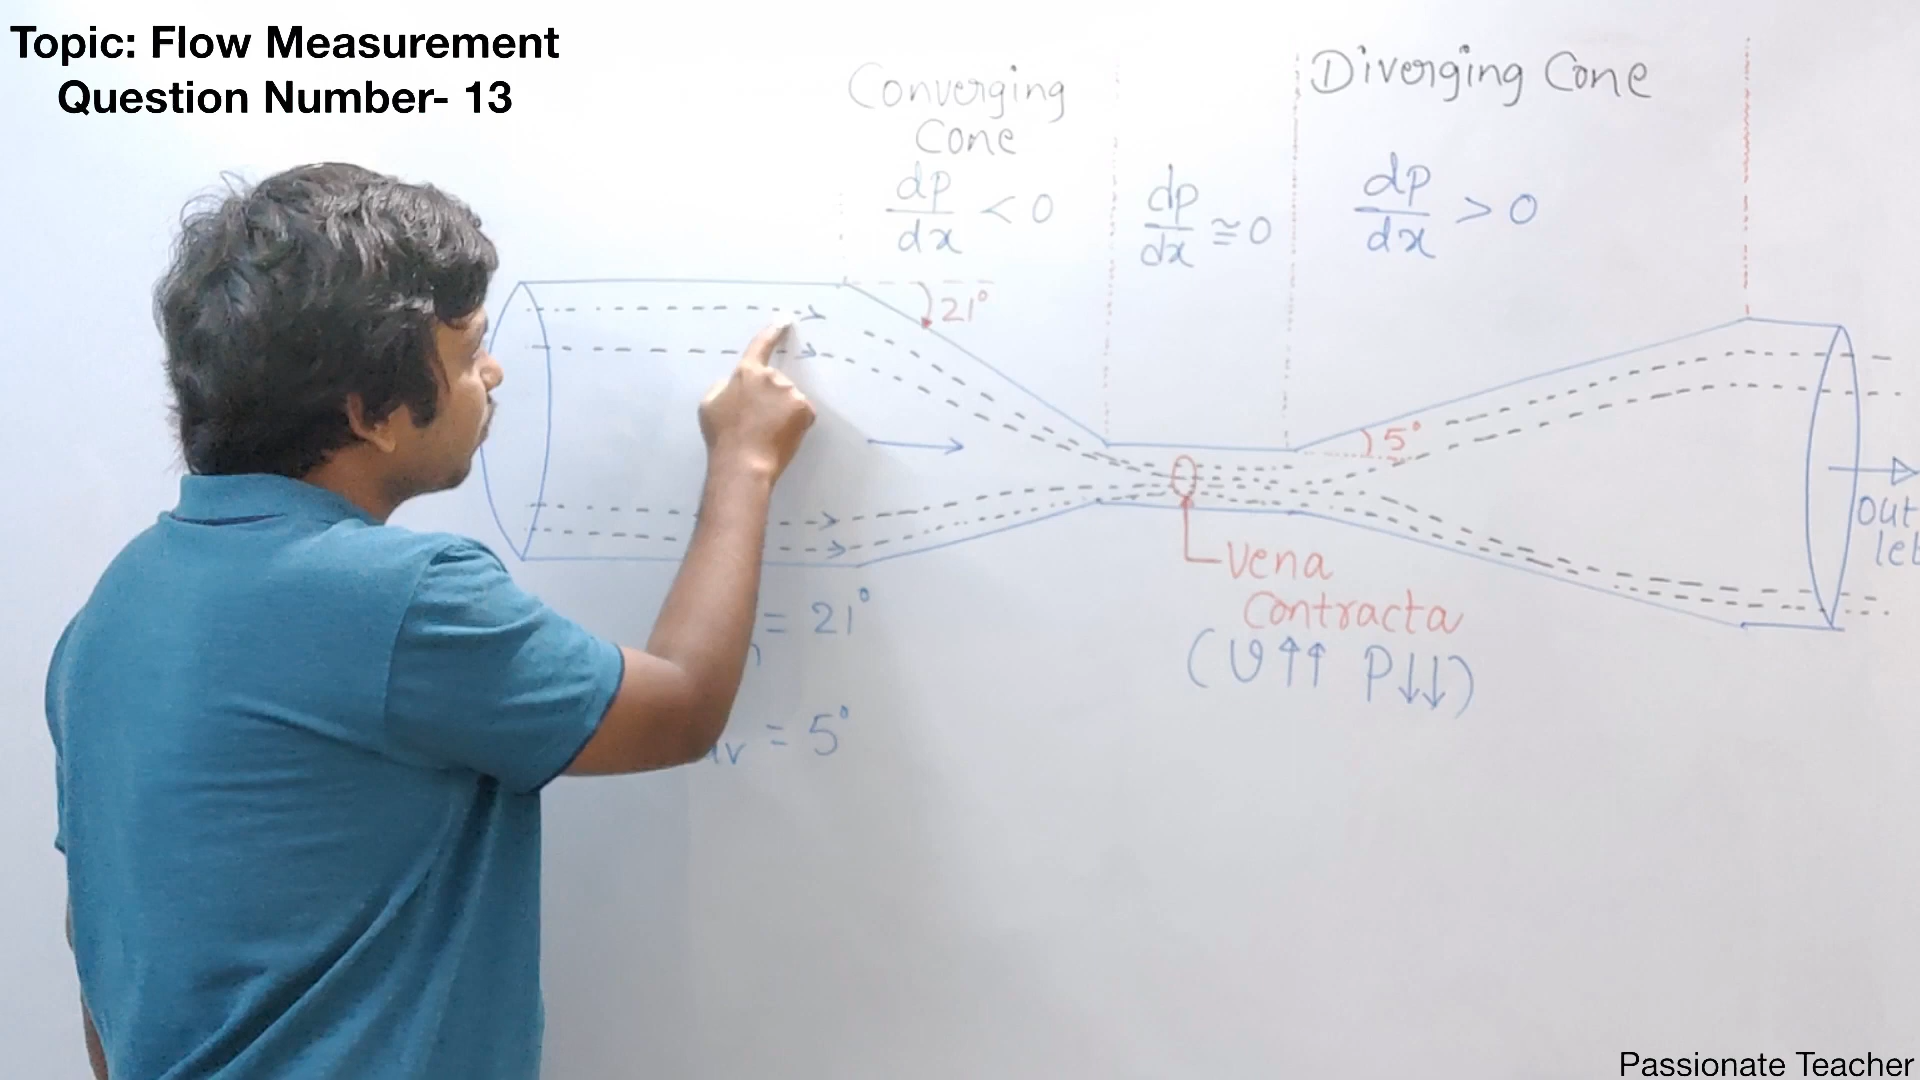 Topic: Flow Measurement
Question Number- 13
Converging
Cone
dp/dx < 0
dp/dx ≅ 0
Diverging Cone
dp/dx > 0
21°
5°
Out
let
Vena
Contracta
(υ↑↑ P↓↓)
= 21°
= 5°
Passionate Teacher